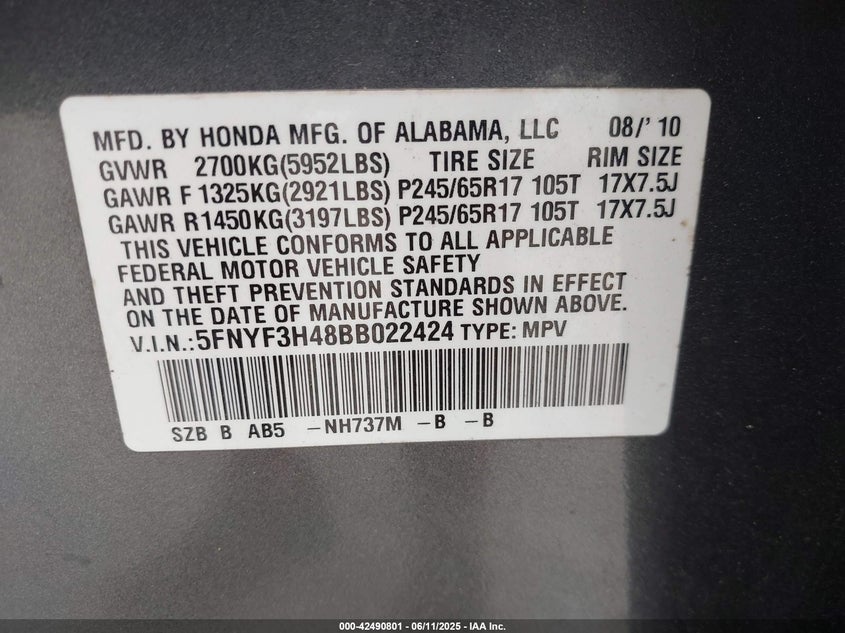 MFD. BY HONDA MFG. OF ALABAMA, LLC 08/' 10
GVWR 2700KG(5952LBS) TIRE SIZE RIM SIZE
GAWR F 1325KG(2921LBS) P245/65R17 105T 17X7.5J
GAWR R1450KG(3197LBS) P245/65R17 105T 17X7.5J
THIS VEHICLE CONFORMS TO ALL APPLICABLE
FEDERAL MOTOR VEHICLE SAFETY
AND THEFT PREVENTION STANDARDS IN EFFECT
ON THE DATE OF MANUFACTURE SHOWN ABOVE.
V.I.N.:5FNYF3H48BB022424 TYPE: MPV
SZB B AB5 -NH737M -B -B
000-42490801 - 06/11/2025 - IAA Inc.